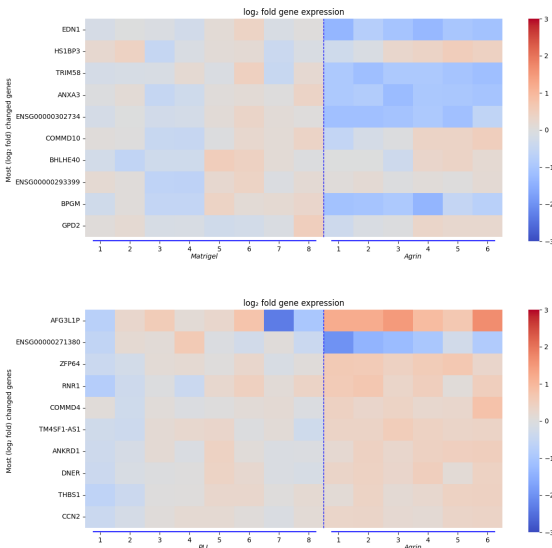 log₂ fold gene expression
Most (log₂ fold) changed genes
EDN1
HS1BP3
TRIM58
ANXA3
ENSG00000302734
COMMD10
BHLHE40
ENSG00000293399
BPGM
GPD2
1 2 3 4 5 6 7 8 1 2 3 4 5 6
Matrigel Agrin
3
2
1
0
−1
−2
−3
log₂ fold gene expression
Most (log₂ fold) changed genes
AFG3L1P
ENSG00000271380
ZFP64
RNR1
COMMD4
TM4SF1-AS1
ANKRD1
DNER
THBS1
CCN2
1 2 3 4 5 6 7 8 1 2 3 4 5 6
PLL Agrin
3
2
1
0
−1
−2
−3